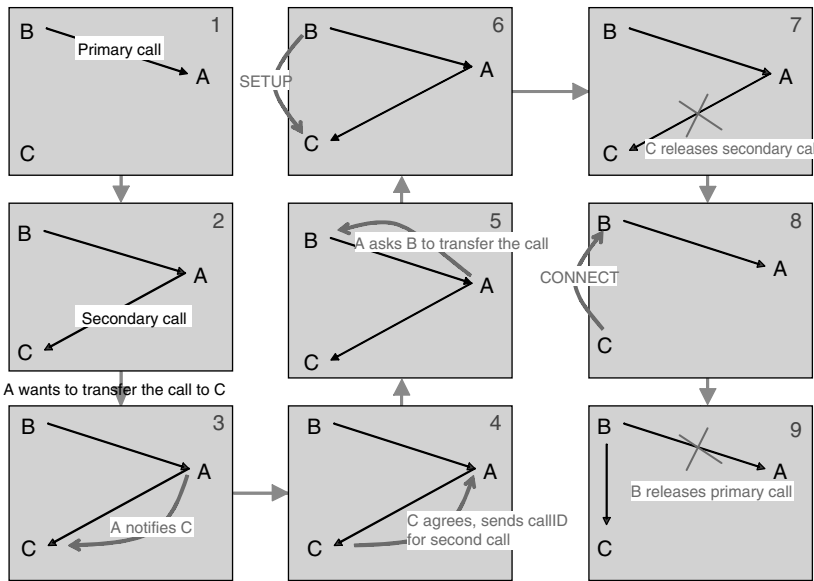 1
B
Primary call
A
C
2
B
A
Secondary call
C
A wants to transfer the call to C
3
B
A
A notifies C
C
4
B
A
C agrees, sends callID
for second call
C
5
B
A asks B to transfer the call
A
C
6
B
A
SETUP
C
7
B
A
C releases secondary cal
C
8
B
A
CONNECT
C
9
B
A
B releases primary call
C